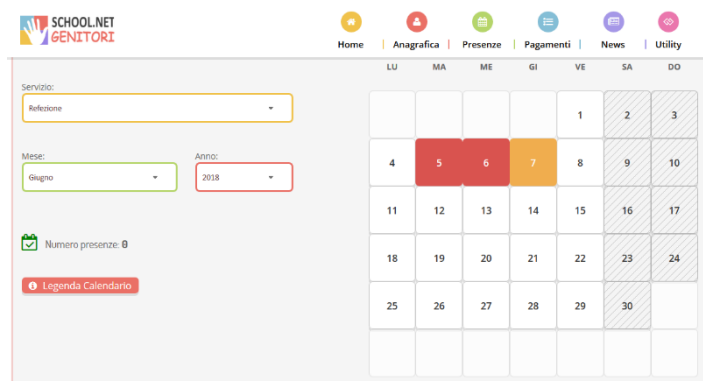 SCHOOL.NET
GENITORI
Home | Anagrafica | Presenze | Pagamenti | News | Utility
LU MA ME GI VE SA DO
Servizio:
Refezione
1 2 3
Mese: Anno:
Giugno 2018
4 5 6 7 8 9 10
11 12 13 14 15 16 17
Numero presenze: 0
18 19 20 21 22 23 24
Legenda Calendario
25 26 27 28 29 30